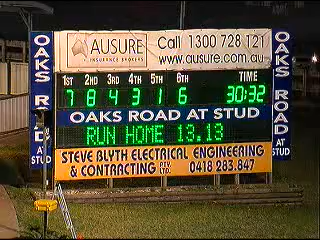 AUSURE
INSURANCE BROKERS
Call 1300 728 121
www.ausure.com.au
1ST 2ND 3RD 4TH 5TH 6TH TIME
7 8 4 3 1 6 30:32
OAKS ROAD AT STUD
RUN HOME 13.13
STEVE BLYTH ELECTRICAL ENGINEERING
& CONTRACTING PTY. LTD. 0418 283.847
OAKS
ROAD
AT
STUD
OAKS
ROAD
AT
STUD